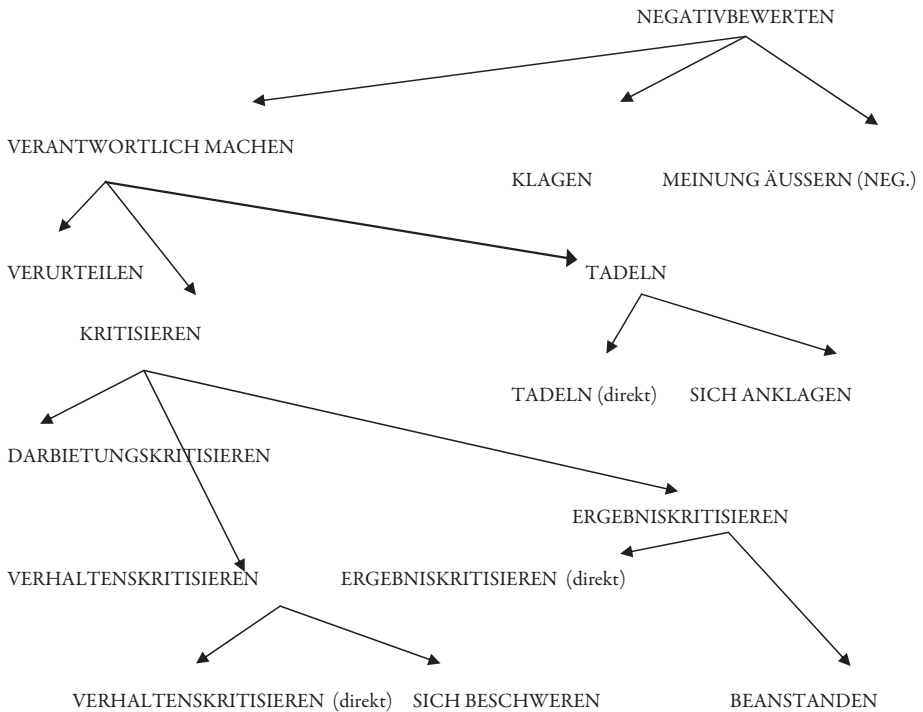 NEGATIVBEWERTEN
VERANTWORTLICH MACHEN
KLAGEN MEINUNG ÄUSSERN (NEG.)
VERURTEILEN TADELN
KRITISIEREN
TADELN (direkt) SICH ANKLAGEN
DARBIETUNGSKRITISIEREN
ERGEBNISKRITISIEREN
VERHALTENSKRITISIEREN ERGEBNISKRITISIEREN (direkt)
VERHALTENSKRITISIEREN (direkt) SICH BESCHWEREN BEANSTANDEN